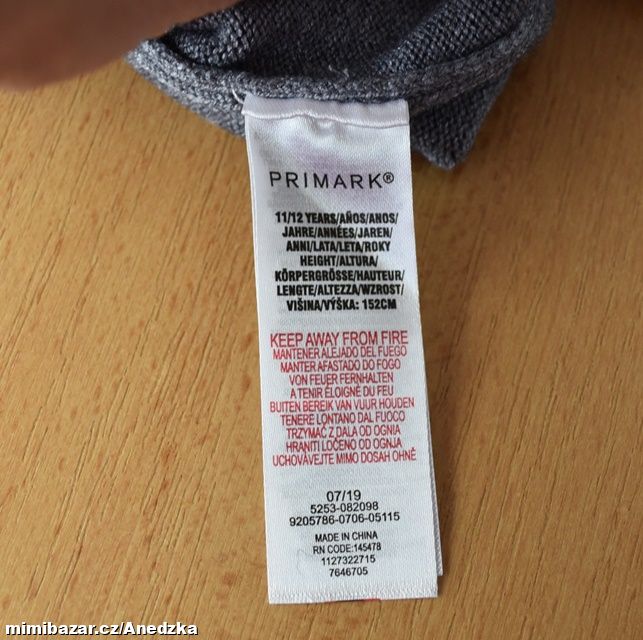 PRIMARK®
11/12 YEARS/AÑOS/ANOS/
JAHRE/ANNÉES/JAREN/
ANNI/LATA/LETA/ROKY
HEIGHT/ALTURA/
KÖRPERGRÖSSE/HAUTEUR/
LENGTE/ALTEZZA/WZROST/
VIŠINA/VÝŠKA: 152CM
KEEP AWAY FROM FIRE
MANTENER ALEJADO DEL FUEGO
MANTER AFASTADO DO FOGO
VON FEUER FERNHALTEN
A TENIR ÉLOIGNÉ DU FEU
BUITEN BEREIK VAN VUUR HOUDEN
TENERE LONTANO DAL FUOCO
TRZYMAĆ Z DALA OD OGNIA
HRANITI LOČENO OD OGNJA
UCHOVÁVEJTE MIMO DOSAH OHNĚ
07/19
5253-082098
9205786-0706-05115
MADE IN CHINA
RN CODE:145478
1127322715
7646705
mimibazar.cz/Anedzka